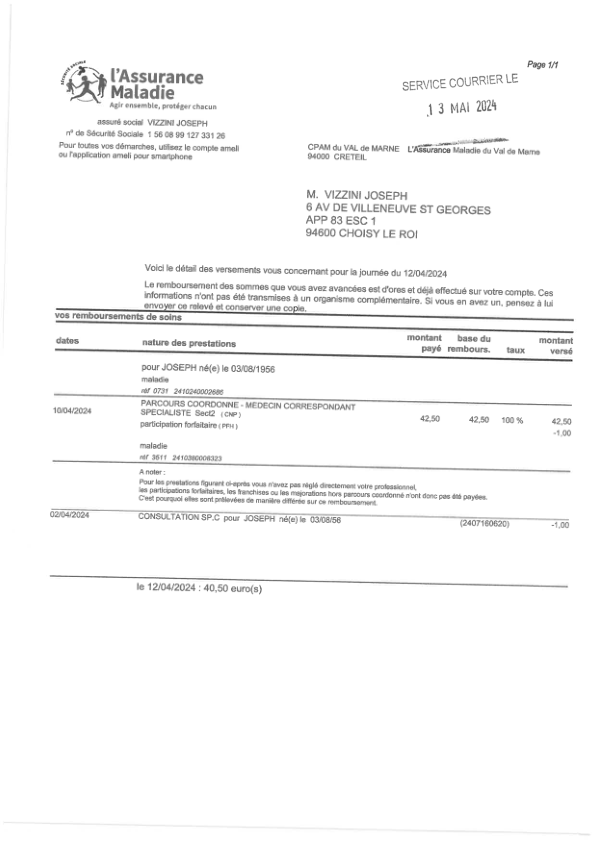 Page 1/1
SÉCURITÉ SOCIALE
l'Assurance
Maladie
Agir ensemble, protéger chacun
SERVICE COURRIER LE
13 MAI 2024
assuré social VIZZINI JOSEPH
n° de Sécurité Sociale 1 56 08 99 127 331 26
Pour toutes vos démarches, utilisez le compte ameli
ou l'application ameli pour smartphone
CPAM du VAL de MARNE L'Assurance Maladie du Val de Marne
94000 CRETEIL
M. VIZZINI JOSEPH
6 AV DE VILLENEUVE ST GEORGES
APP 83 ESC 1
94600 CHOISY LE ROI
Voici le détail des versements vous concernant pour la journée du 12/04/2024
Le remboursement des sommes que vous avez avancées est d'ores et déjà effectué sur votre compte. Ces
informations n'ont pas été transmises à un organisme complémentaire. Si vous en avez un, pensez à lui
envoyer ce relevé et conserver une copie.
vos remboursements de soins
dates nature des prestations montant payé base du rembours. taux montant versé
pour JOSEPH né(e) le 03/08/1956
maladie
réf 0731 2410240002685
10/04/2024 PARCOURS COORDONNE - MEDECIN CORRESPONDANT
SPECIALISTE Sect2 (CNP) 42,50 42,50 100 % 42,50
participation forfaitaire (PFH) -1,00
maladie
réf 3611 2410390006323
A noter :
Pour les prestations figurant ci-après vous n'avez pas réglé directement votre professionnel,
les participations forfaitaires, les franchises ou les majorations hors parcours coordonné n'ont donc pas été payées.
C'est pourquoi elles sont prélevées de manière différée sur ce remboursement.
02/04/2024 CONSULTATION SP.C pour JOSEPH né(e) le 03/08/56 (2407160620) -1,00
le 12/04/2024 : 40,50 euro(s)